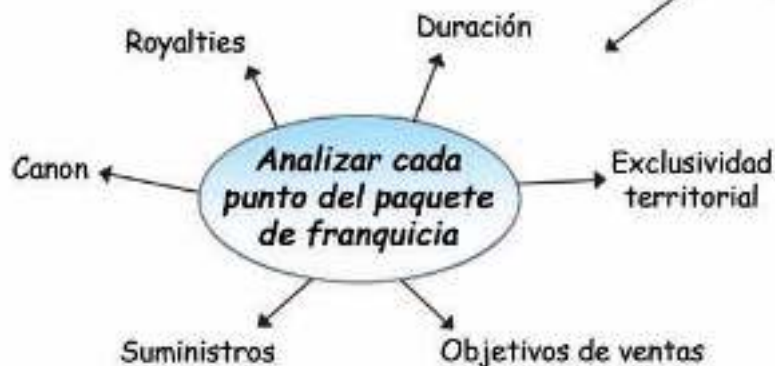 Royalties
Duración
Canon
Analizar cada
punto del paquete
de franquicia
Exclusividad
territorial
Suministros
Objetivos de ventas